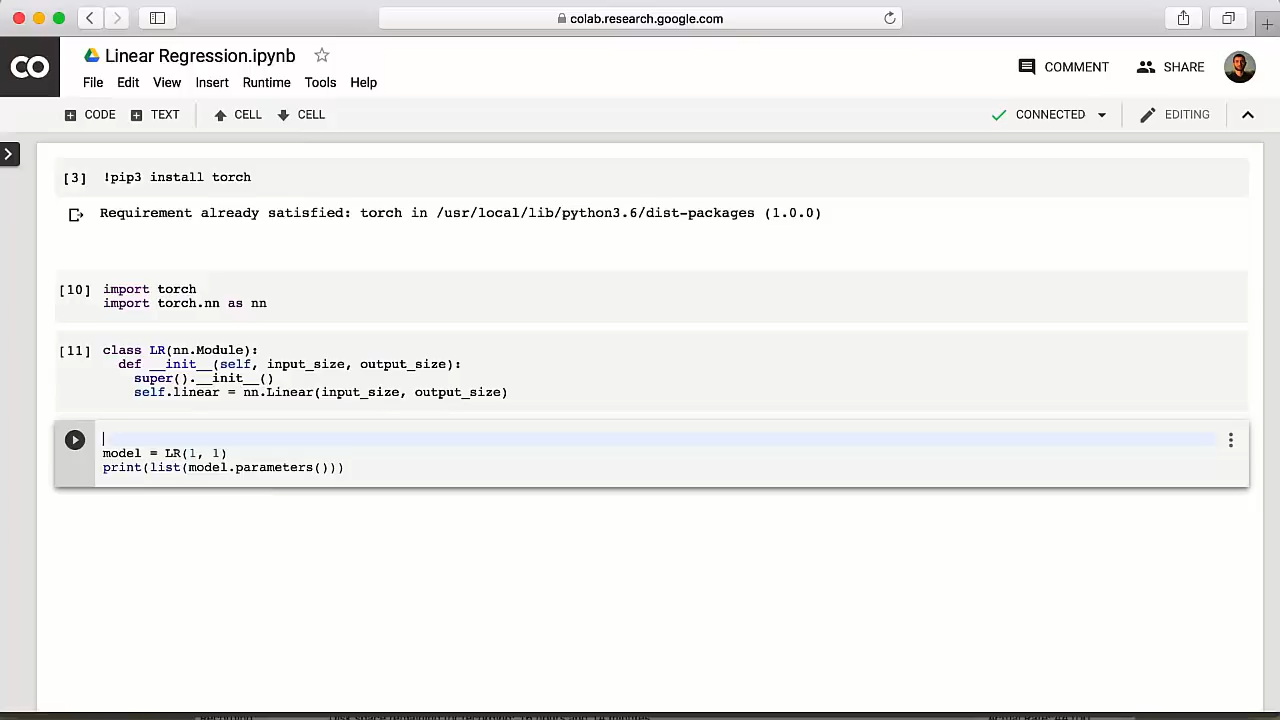 colab.research.google.com
CO
Linear Regression.ipynb
COMMENT
SHARE
File Edit View Insert Runtime Tools Help
CODE TEXT CELL CELL
CONNECTED
EDITING
[3] !pip3 install torch
Requirement already satisfied: torch in /usr/local/lib/python3.6/dist-packages (1.0.0)
[10] import torch
import torch.nn as nn
[11] class LR(nn.Module):
def __init__(self, input_size, output_size):
super().__init__()
self.linear = nn.Linear(input_size, output_size)
model = LR(1, 1)
print(list(model.parameters()))